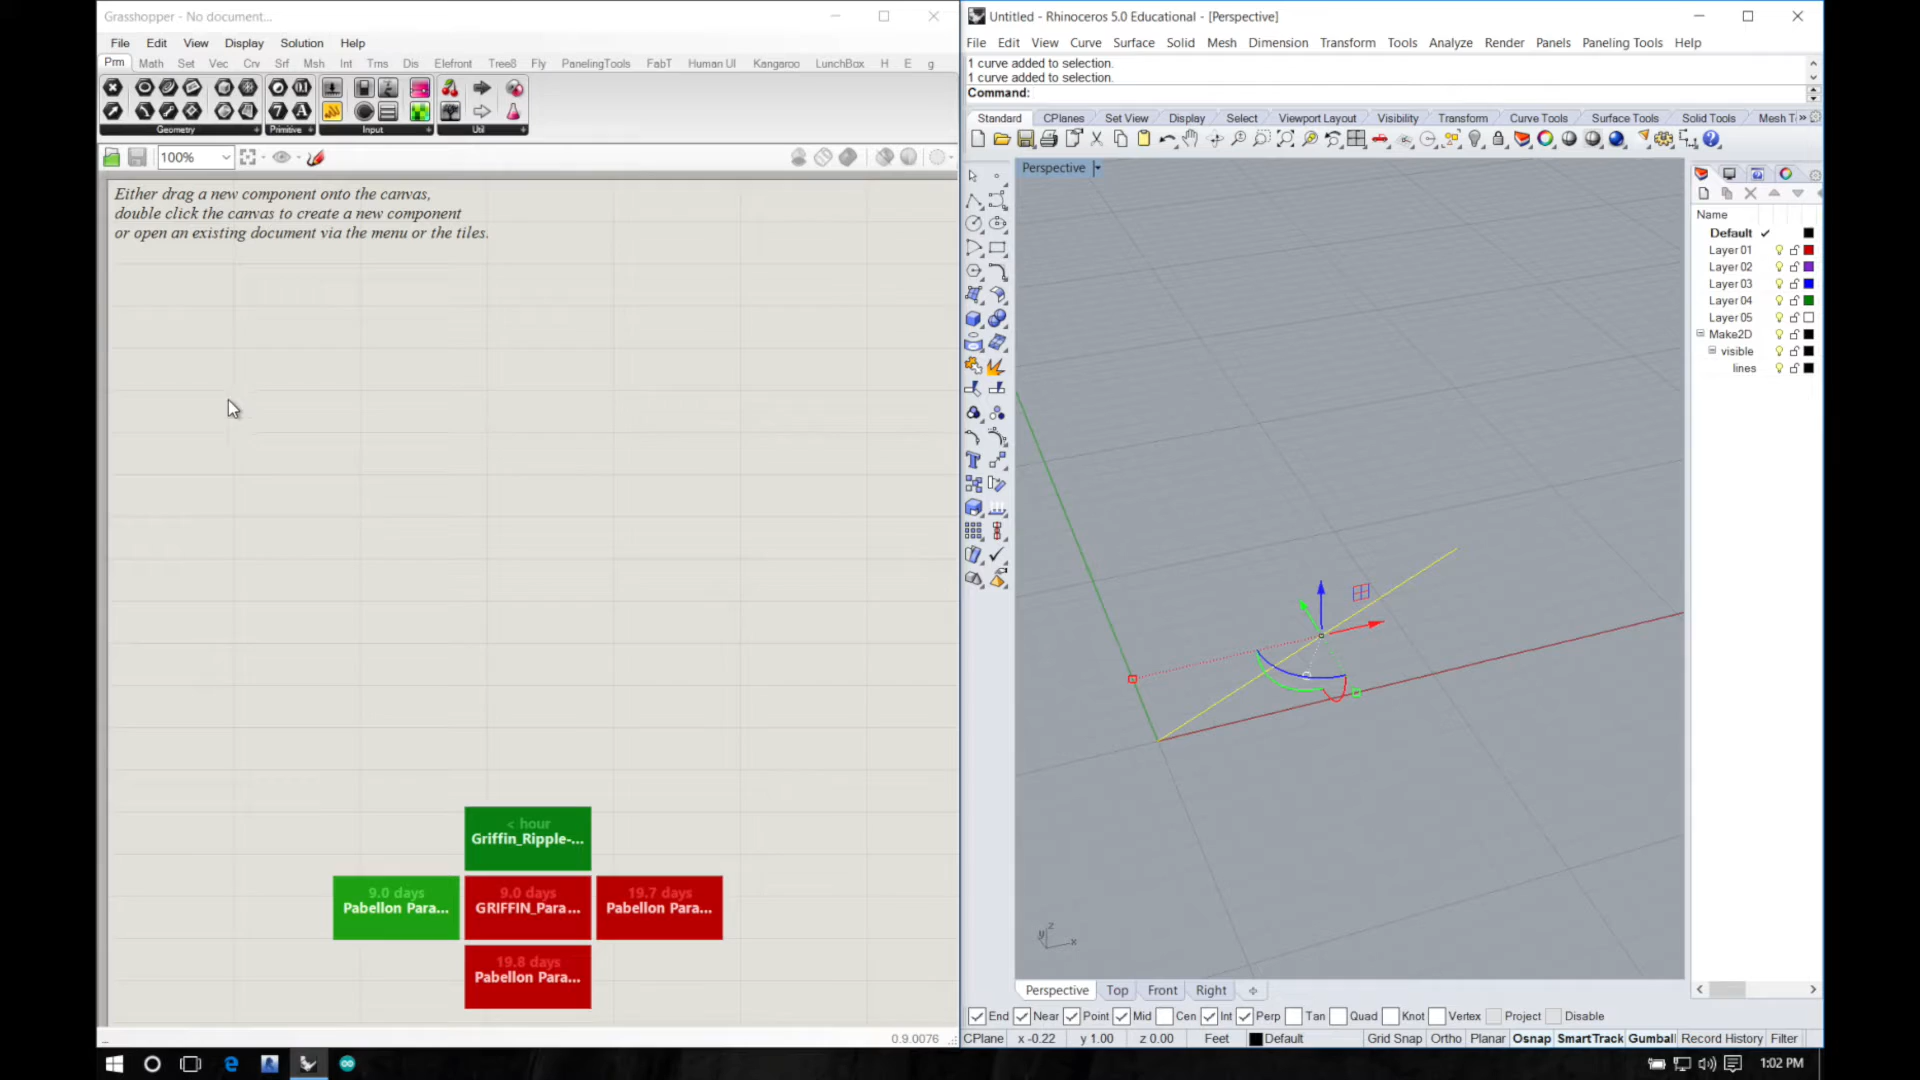 Grasshopper - No document...
File Edit View Display Solution Help
Prm Math Set Vec Crv Srf Msh Int Trns Dis Elefront Tree8 Fly PanelingTools FabT Human UI Kangaroo LunchBox H E g
Geometry Primitive Input Util
100%
Either drag a new component onto the canvas,
double click the canvas to create a new component
or open an existing document via the menu or the tiles.
< hour
Griffin_Ripple-...
9.0 days
Pabellon Para...
9.0 days
GRIFFIN_Para...
19.7 days
Pabellon Para...
19.8 days
Pabellon Para...
0.9.0076
Untitled - Rhinoceros 5.0 Educational - [Perspective]
File Edit View Curve Surface Solid Mesh Dimension Transform Tools Analyze Render Panels Paneling Tools Help
1 curve added to selection.
1 curve added to selection.
Command:
Standard CPlanes Set View Display Select Viewport Layout Visibility Transform Curve Tools Surface Tools Solid Tools Mesh T
Perspective
Name
Default
Layer 01
Layer 02
Layer 03
Layer 04
Layer 05
Make2D
visible
lines
z
y
x
Perspective Top Front Right
End Near Point Mid Cen Int Perp Tan Quad Knot Vertex Project Disable
CPlane x -0.22 y 1.00 z 0.00 Feet Default Grid Snap Ortho Planar Osnap SmartTrack Gumball Record History Filter
1:02 PM